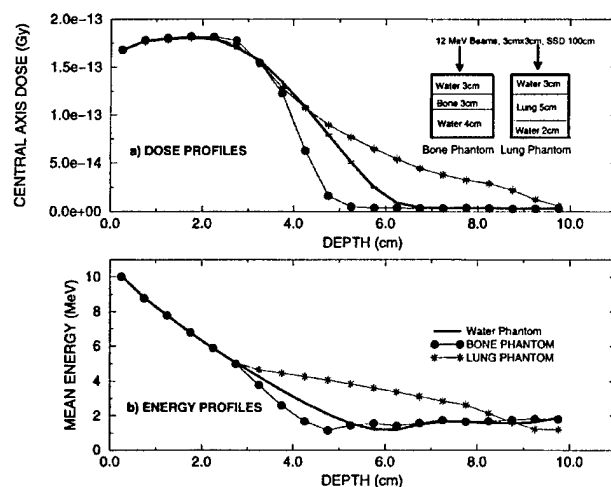 CENTRAL AXIS DOSE (Gy)
2.0e-13
1.5e-13
1.0e-13
5.0e-14
0.0e+00
12 MeV Beams, 3cmx3cm, SSD 100cm
Water 3cm
Bone 3cm
Water 4cm
Bone Phantom
Water 3cm
Lung 5cm
Water 2cm
Lung Phantom
a) DOSE PROFILES
0.0 2.0 4.0 6.0 8.0 10.0
DEPTH (cm)
MEAN ENERGY (MeV)
10
8
6
4
2
0
Water Phantom
BONE PHANTOM
LUNG PHANTOM
b) ENERGY PROFILES
0.0 2.0 4.0 6.0 8.0 10.0
DEPTH (cm)